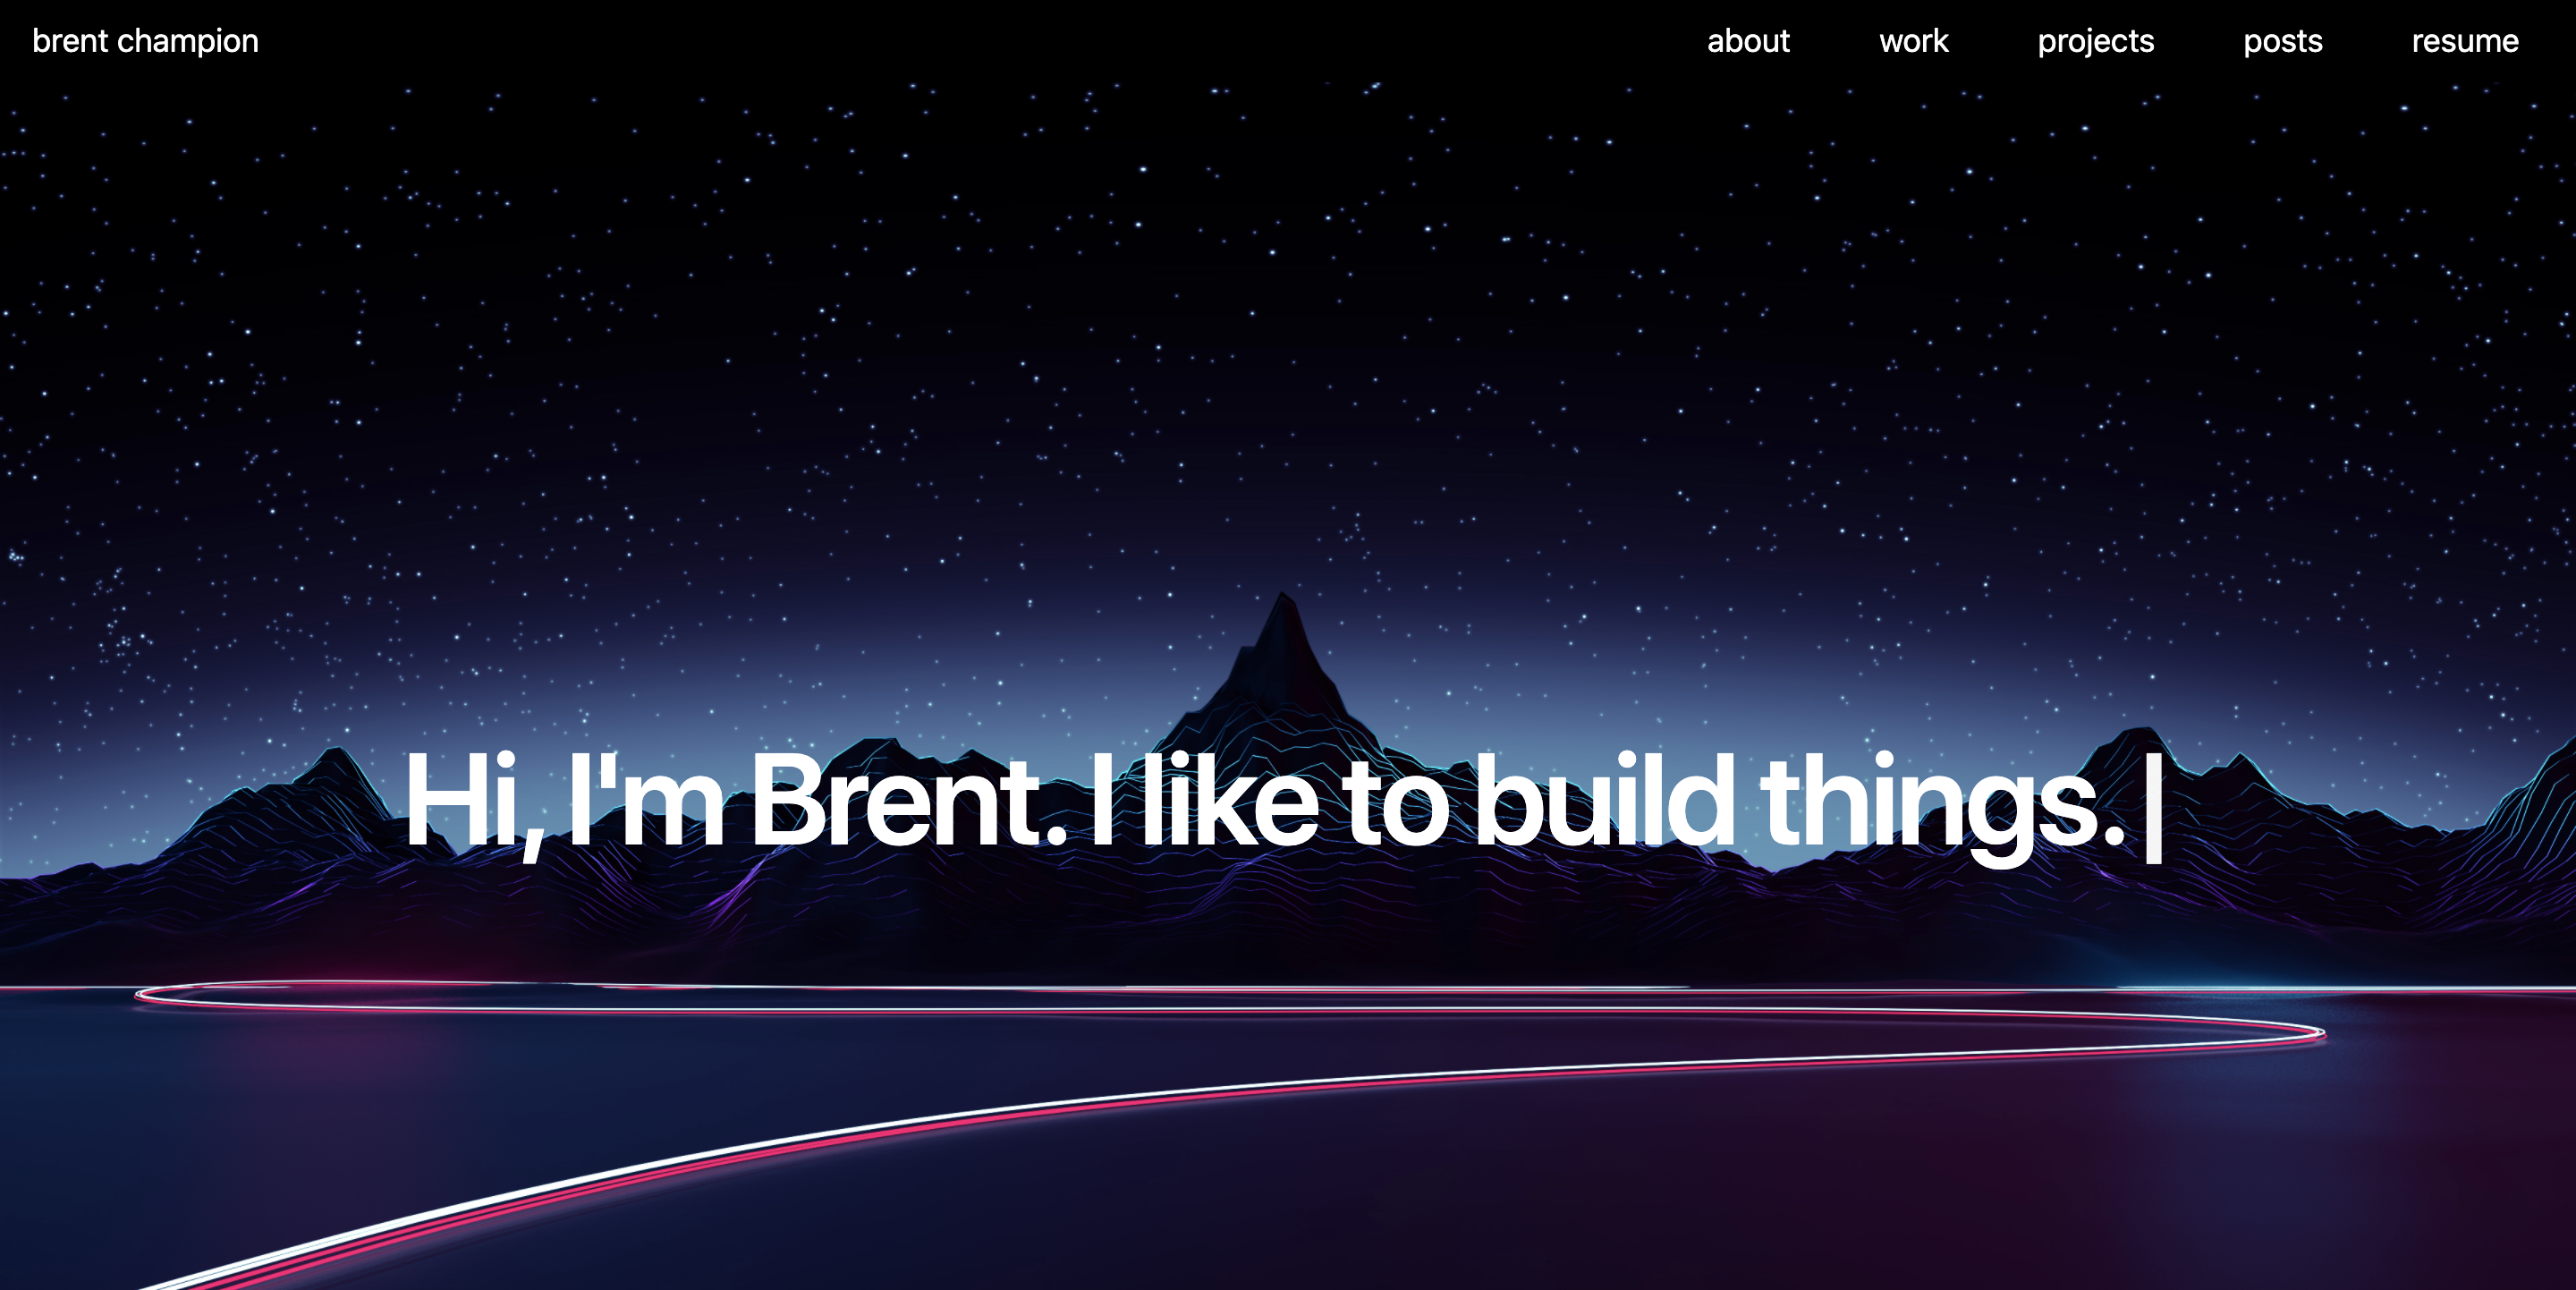 brent champion
about work projects posts resume
Hi, I'm Brent. I like to build things.|